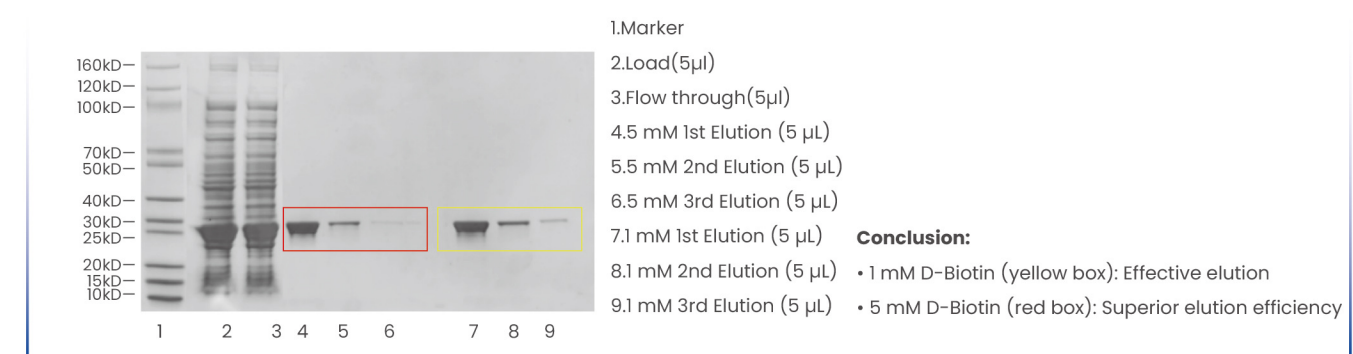 160kD
120kD
100kD
70kD
50kD
40kD
30kD
25kD
20kD
15kD
10kD
1 2 3 4 5 6 7 8 9
1.Marker
2.Load(5μl)
3.Flow through(5μl)
4.5 mM 1st Elution (5 μL)
5.5 mM 2nd Elution (5 μL)
6.5 mM 3rd Elution (5 μL)
7.1 mM 1st Elution (5 μL)
8.1 mM 2nd Elution (5 μL)
9.1 mM 3rd Elution (5 μL)
Conclusion:
• 1 mM D-Biotin (yellow box): Effective elution
• 5 mM D-Biotin (red box): Superior elution efficiency